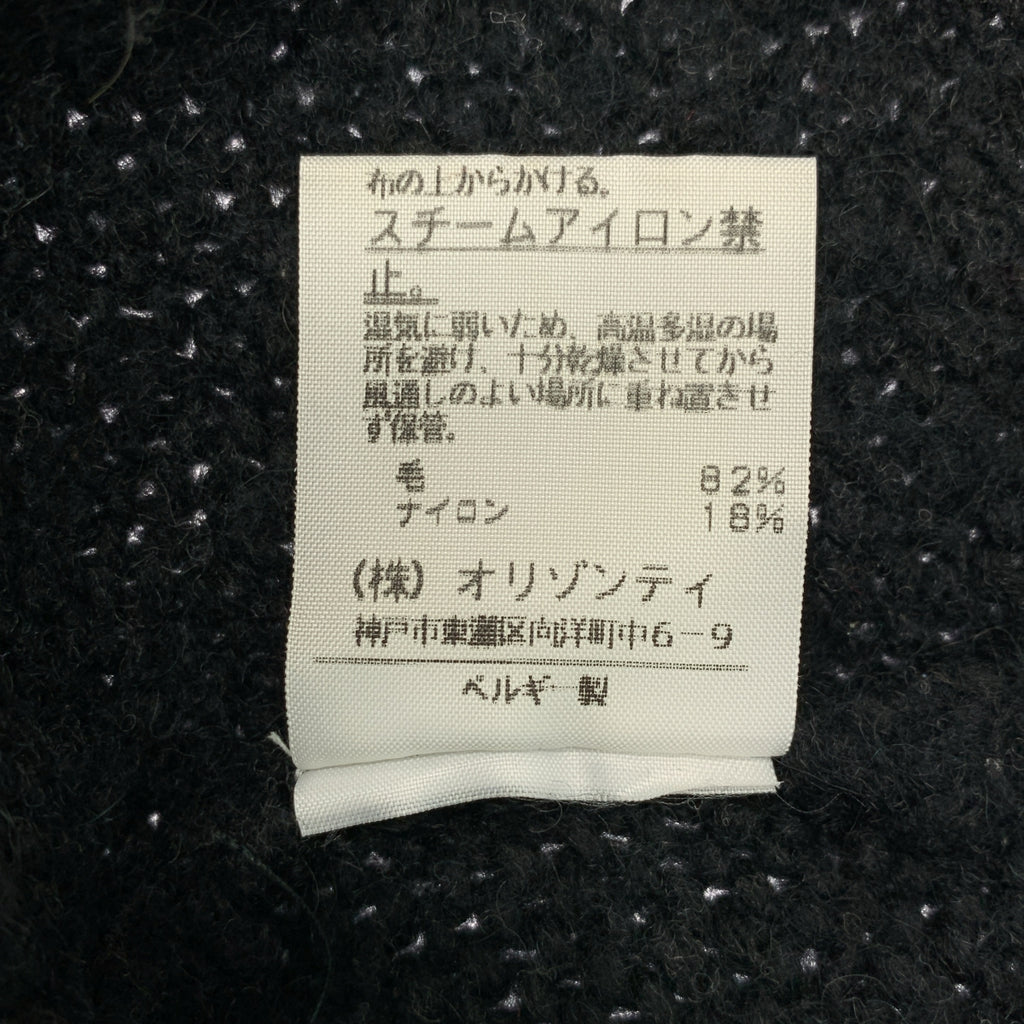 布の上からかける。
スチームアイロン禁
止。
湿気に弱いため、高温多湿の場
所を避け、十分乾燥させてから
風通しのよい場所に重ね置きせ
ず保管。
毛 82%
ナイロン 18%
(株) オリゾンティ
神戸市東灘区向洋町中6-9
ベルギー製